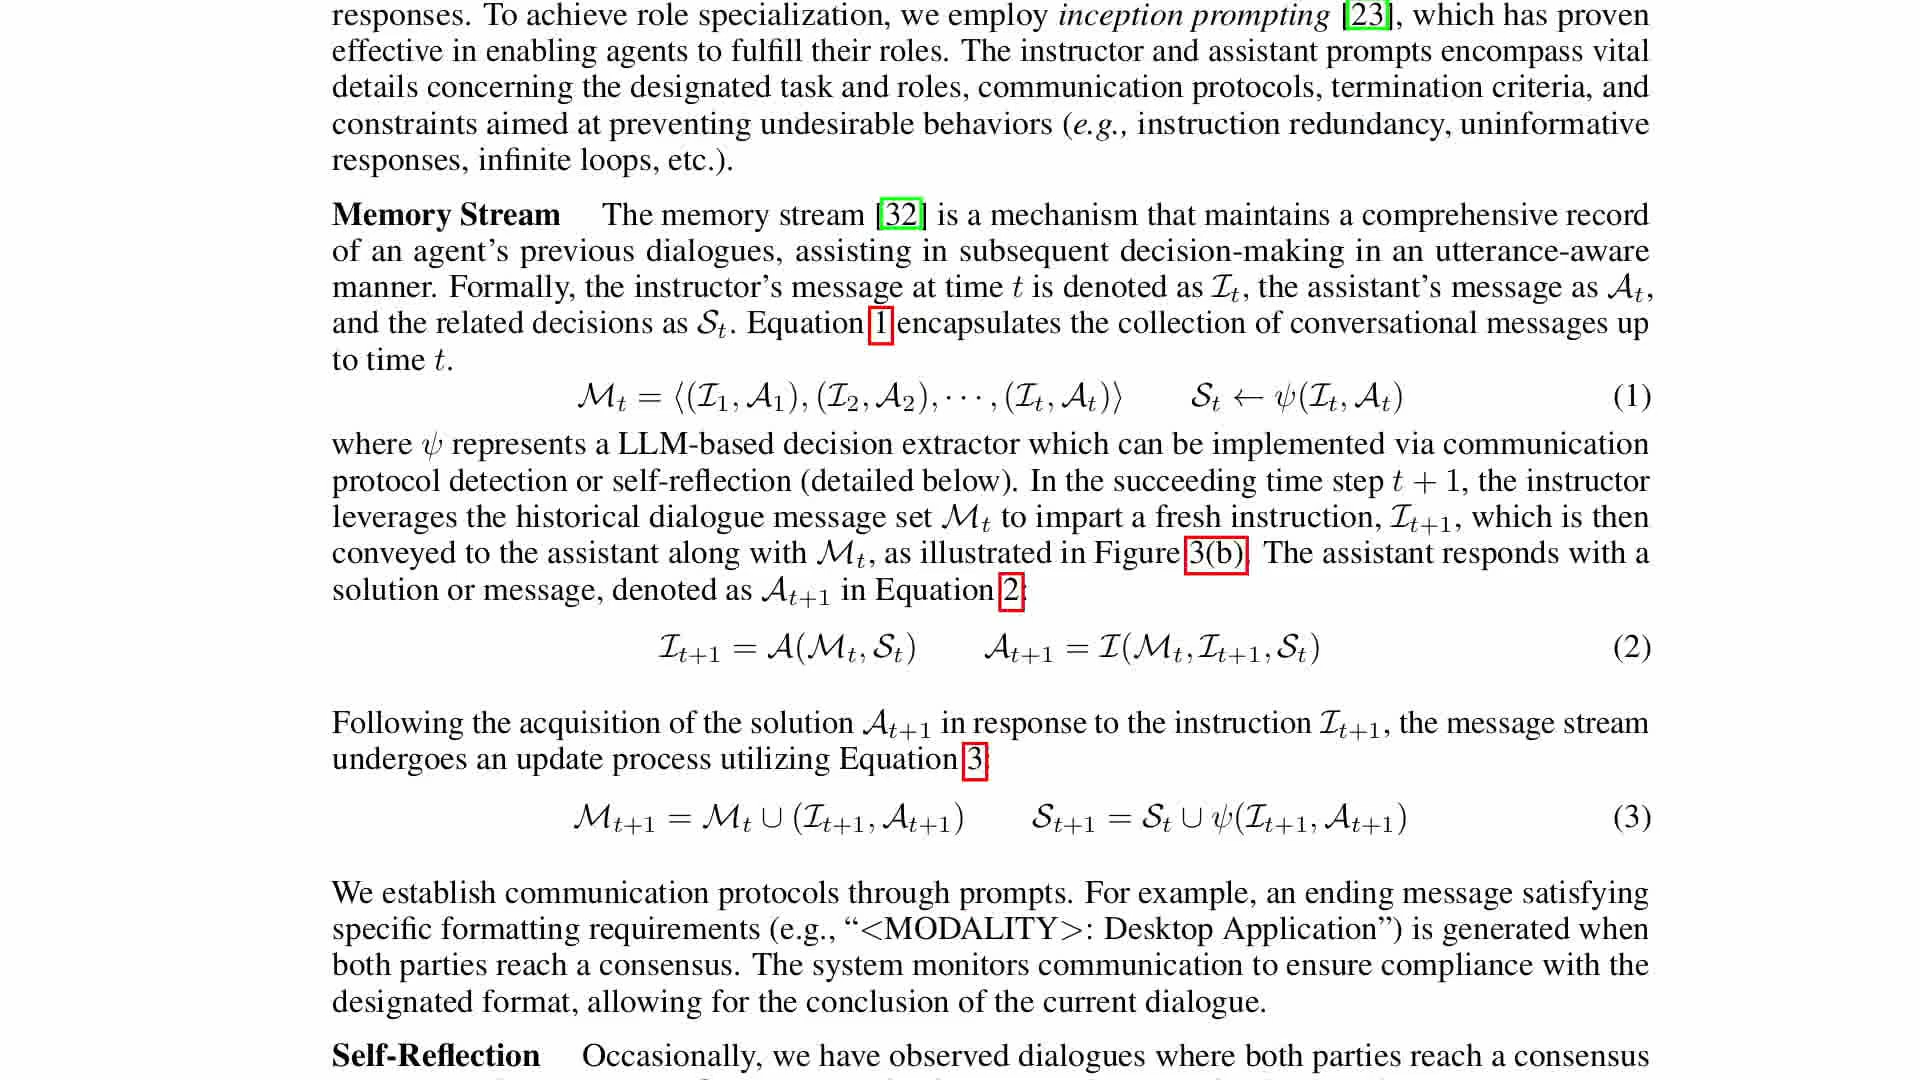 responses. To achieve role specialization, we employ inception prompting [23], which has proven
effective in enabling agents to fulfill their roles. The instructor and assistant prompts encompass vital
details concerning the designated task and roles, communication protocols, termination criteria, and
constraints aimed at preventing undesirable behaviors (e.g., instruction redundancy, uninformative
responses, infinite loops, etc.).
Memory Stream The memory stream [32] is a mechanism that maintains a comprehensive record
of an agent's previous dialogues, assisting in subsequent decision-making in an utterance-aware
manner. Formally, the instructor's message at time t is denoted as ℐₜ, the assistant's message as 𝒜ₜ,
and the related decisions as 𝒮ₜ. Equation 1 encapsulates the collection of conversational messages up
to time t.
ℳₜ = ⟨(ℐ₁, 𝒜₁), (ℐ₂, 𝒜₂), ⋯ , (ℐₜ, 𝒜ₜ)⟩ 𝒮ₜ ← ψ(ℐₜ, 𝒜ₜ) (1)
where ψ represents a LLM-based decision extractor which can be implemented via communication
protocol detection or self-reflection (detailed below). In the succeeding time step t + 1, the instructor
leverages the historical dialogue message set ℳₜ to impart a fresh instruction, ℐₜ₊₁, which is then
conveyed to the assistant along with ℳₜ, as illustrated in Figure 3(b). The assistant responds with a
solution or message, denoted as 𝒜ₜ₊₁ in Equation 2:
ℐₜ₊₁ = 𝒜(ℳₜ, 𝒮ₜ) 𝒜ₜ₊₁ = ℐ(ℳₜ, ℐₜ₊₁, 𝒮ₜ) (2)
Following the acquisition of the solution 𝒜ₜ₊₁ in response to the instruction ℐₜ₊₁, the message stream
undergoes an update process utilizing Equation 3:
ℳₜ₊₁ = ℳₜ ∪ (ℐₜ₊₁, 𝒜ₜ₊₁) 𝒮ₜ₊₁ = 𝒮ₜ ∪ ψ(ℐₜ₊₁, 𝒜ₜ₊₁) (3)
We establish communication protocols through prompts. For example, an ending message satisfying
specific formatting requirements (e.g., “<MODALITY>: Desktop Application”) is generated when
both parties reach a consensus. The system monitors communication to ensure compliance with the
designated format, allowing for the conclusion of the current dialogue.
Self-Reflection Occasionally, we have observed dialogues where both parties reach a consensus